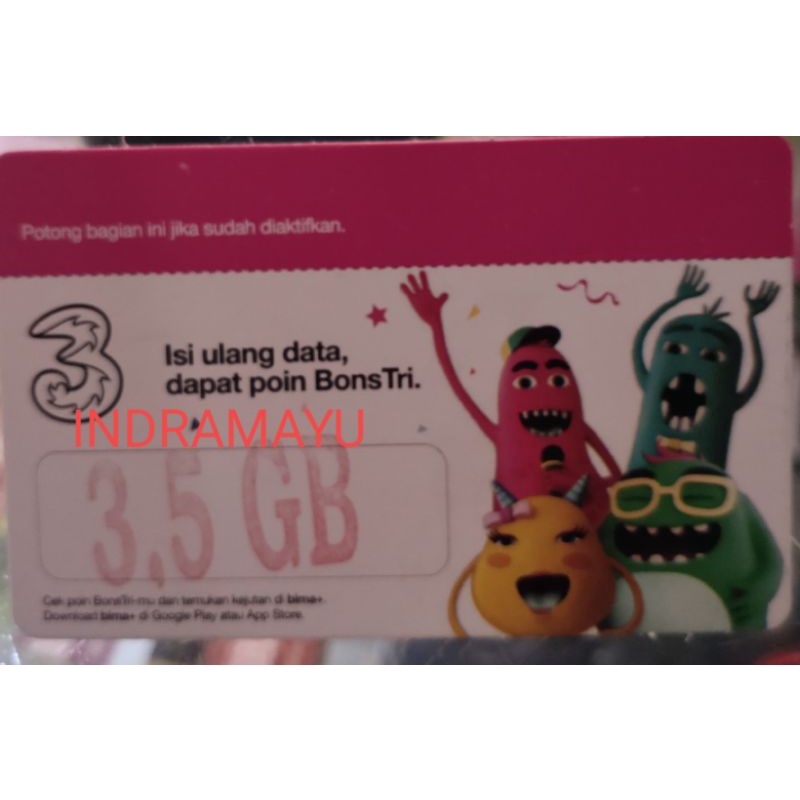 Potong bagian ini jika sudah diaktifkan.
3
Isi ulang data,
dapat poin BonsTri.
INDRAMAYU
3,5 GB
Cek poin BonsTri-mu dan temukan kejutan di bima+.
Download bima+ di Google Play atau App Store.